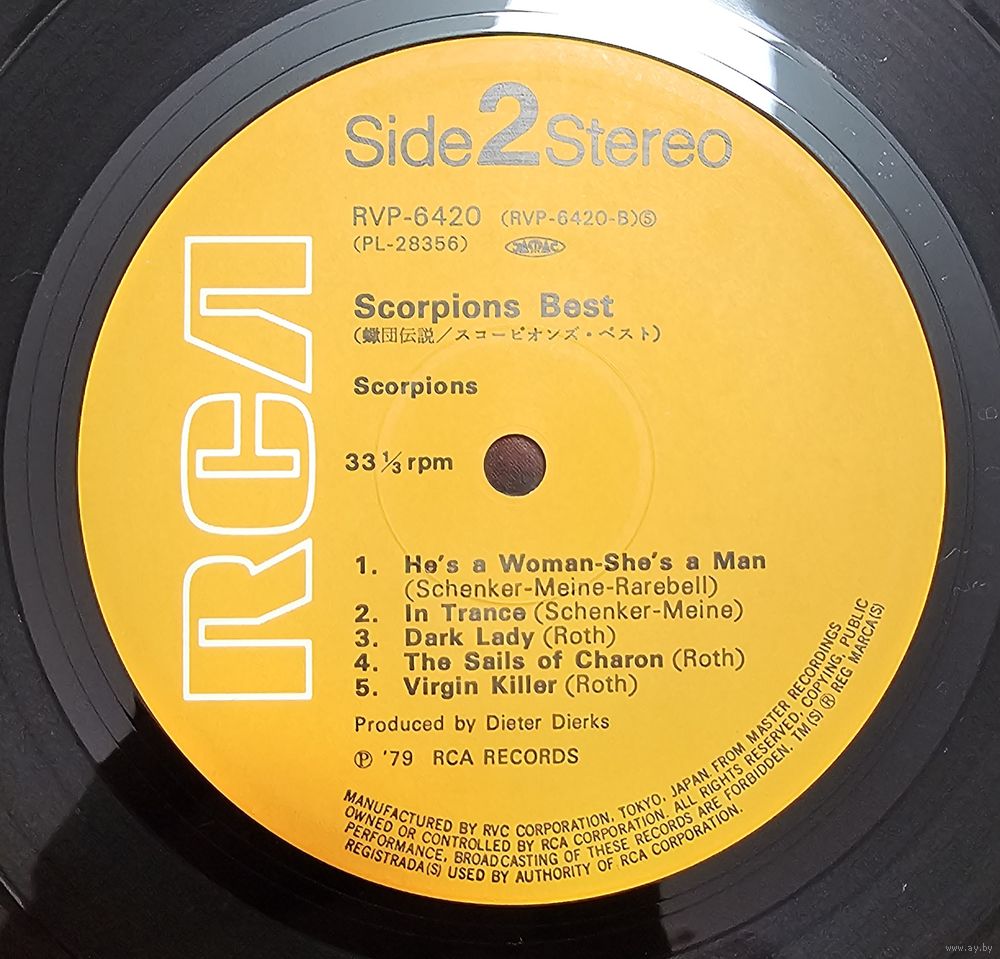 Side 2 Stereo
RVP-6420 (RVP-6420-B)Ⓢ
(PL-28356) JASRAC
Scorpions Best
(蠍団伝説/スコーピオンズ・ベスト)
Scorpions
33 ⅓ rpm
1. He's a Woman-She's a Man
(Schenker-Meine-Rarebell)
2. In Trance (Schenker-Meine)
3. Dark Lady (Roth)
4. The Sails of Charon (Roth)
5. Virgin Killer (Roth)
Produced by Dieter Dierks
℗ '79 RCA RECORDS
MANUFACTURED BY RVC CORPORATION, TOKYO, JAPAN, FROM MASTER RECORDINGS
OWNED OR CONTROLLED BY RCA CORPORATION. ALL RIGHTS RESERVED, COPYING, PUBLIC
PERFORMANCE, BROADCASTING OF THESE RECORDS ARE FORBIDDEN. TM(S) ® REG MARCA(S)
REGISTRADA(S) USED BY AUTHORITY OF RCA CORPORATION.
RCA
www.ay.by